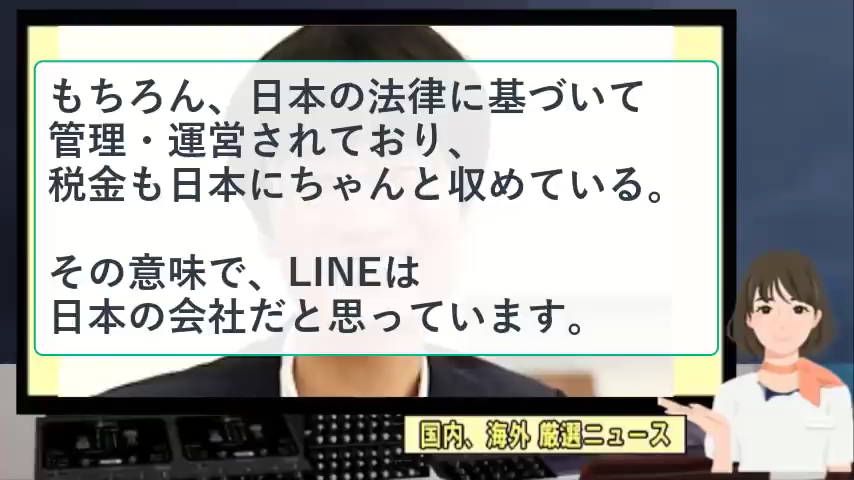 もちろん、日本の法律に基づいて
管理・運営されており、
税金も日本にちゃんと収めている。
その意味で、LINEは
日本の会社だと思っています。
国内、海外 厳選ニュース